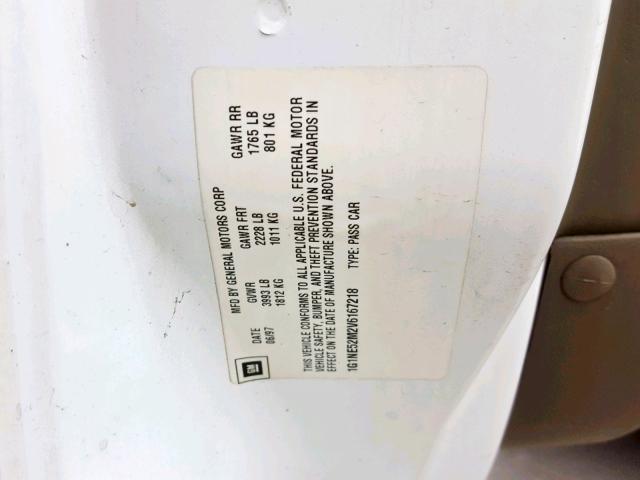 GM
MFD BY GENERAL MOTORS CORP
DATE GVWR GAWR FRT GAWR RR
06/97 3993 LB 2228 LB 1765 LB
1812 KG 1011 KG 801 KG
THIS VEHICLE CONFORMS TO ALL APPLICABLE U.S. FEDERAL MOTOR
VEHICLE SAFETY, BUMPER, AND THEFT PREVENTION STANDARDS IN
EFFECT ON THE DATE OF MANUFACTURE SHOWN ABOVE.
1G1NE52M2V6167218 TYPE: PASS CAR